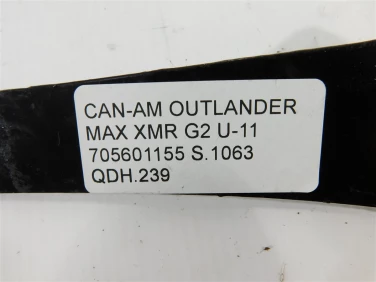 CAN-AM OUTLANDER
MAX XMR G2 U-11
705601155 S.1063
QDH.239